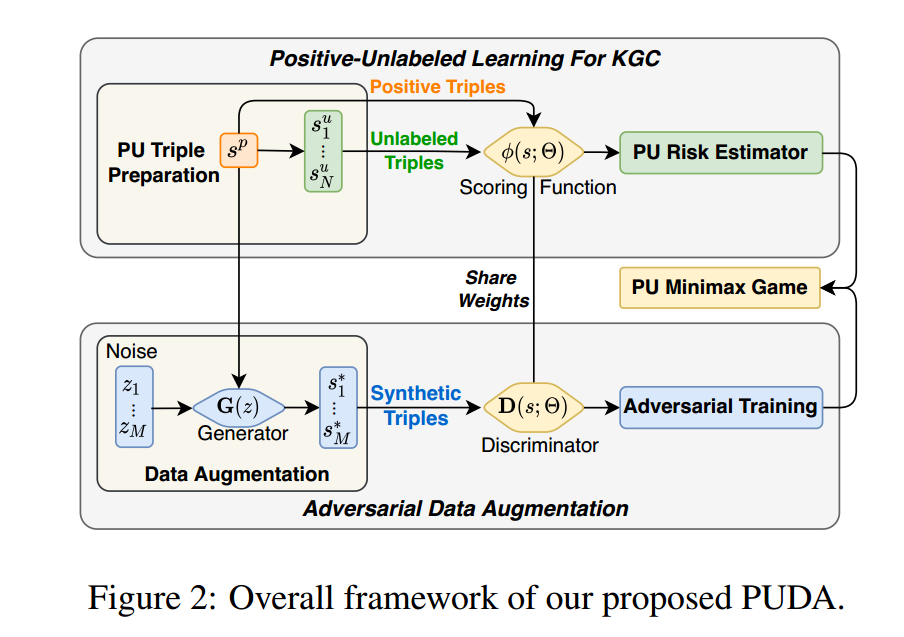 Positive-Unlabeled Learning For KGC
Positive Triples
PU Triple
Preparation
s^p
s_1^u
⋮
s_N^u
Unlabeled
Triples
ϕ(s; Θ)
Scoring Function
PU Risk Estimator
Share
Weights
PU Minimax Game
Noise
z_1
⋮
z_M
G(z)
Generator
s_1^*
⋮
s_M^*
Synthetic
Triples
D(s; Θ)
Discriminator
Adversarial Training
Data Augmentation
Adversarial Data Augmentation
Figure 2: Overall framework of our proposed PUDA.